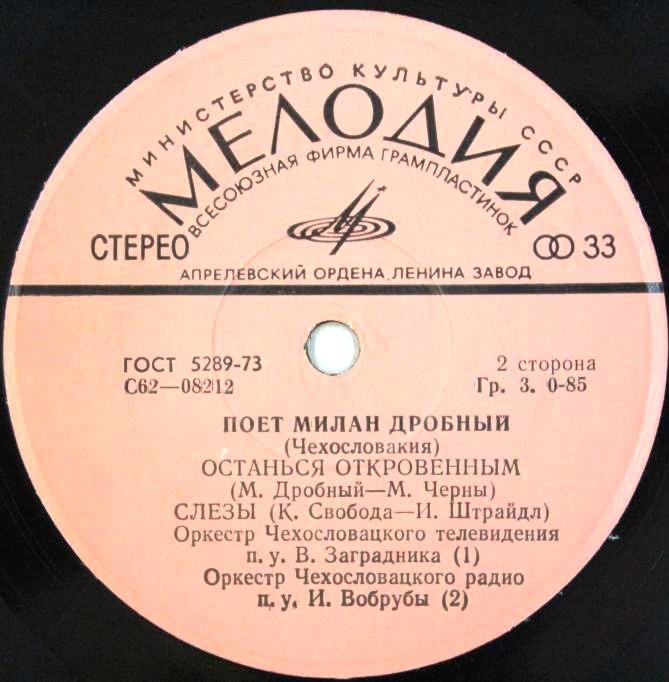 МИНИСТЕРСТВО КУЛЬТУРЫ СССР
МЕЛОДИЯ
ВСЕСОЮЗНАЯ ФИРМА ГРАМПЛАСТИНОК
СТЕРЕО
33
АПРЕЛЕВСКИЙ ОРДЕНА ЛЕНИНА ЗАВОД
ГОСТ 5289-73
2 сторона
С62—08212
Гр. 3. 0-85
ПОЕТ МИЛАН ДРОБНЫЙ
(Чехословакия)
ОСТАНЬСЯ ОТКРОВЕННЫМ
(М. Дробный—М. Черны)
СЛЕЗЫ (К. Свобода—И. Штрайдл)
Оркестр Чехословацкого телевидения
п. у. В. Заградника (1)
Оркестр Чехословацкого радио
п. у. И. Вобрубы (2)